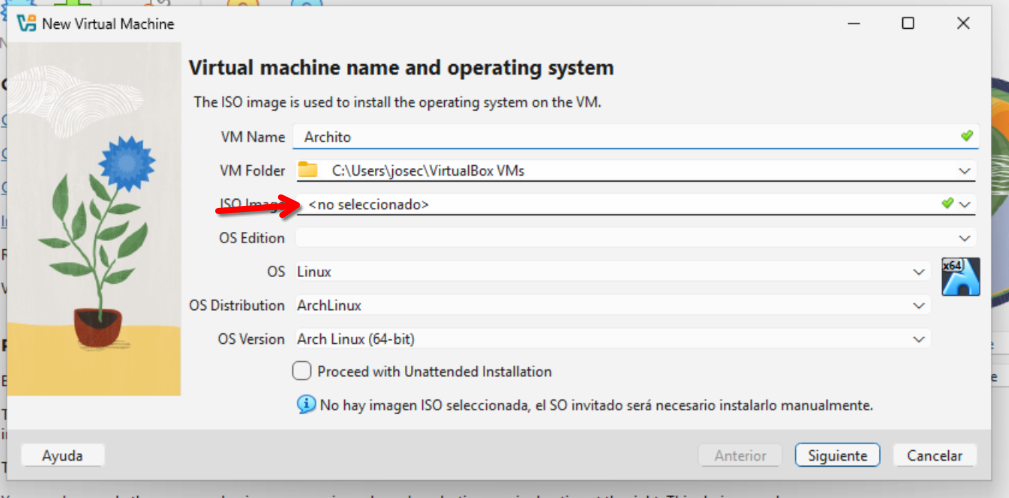 New Virtual Machine
Virtual machine name and operating system
The ISO image is used to install the operating system on the VM.
VM Name Archito
VM Folder C:\Users\josec\VirtualBox VMs
ISO Image <no seleccionado>
OS Edition
OS Linux
x64
OS Distribution ArchLinux
OS Version Arch Linux (64-bit)
Proceed with Unattended Installation
No hay imagen ISO seleccionada, el SO invitado será necesario instalarlo manualmente.
Ayuda Anterior Siguiente Cancelar